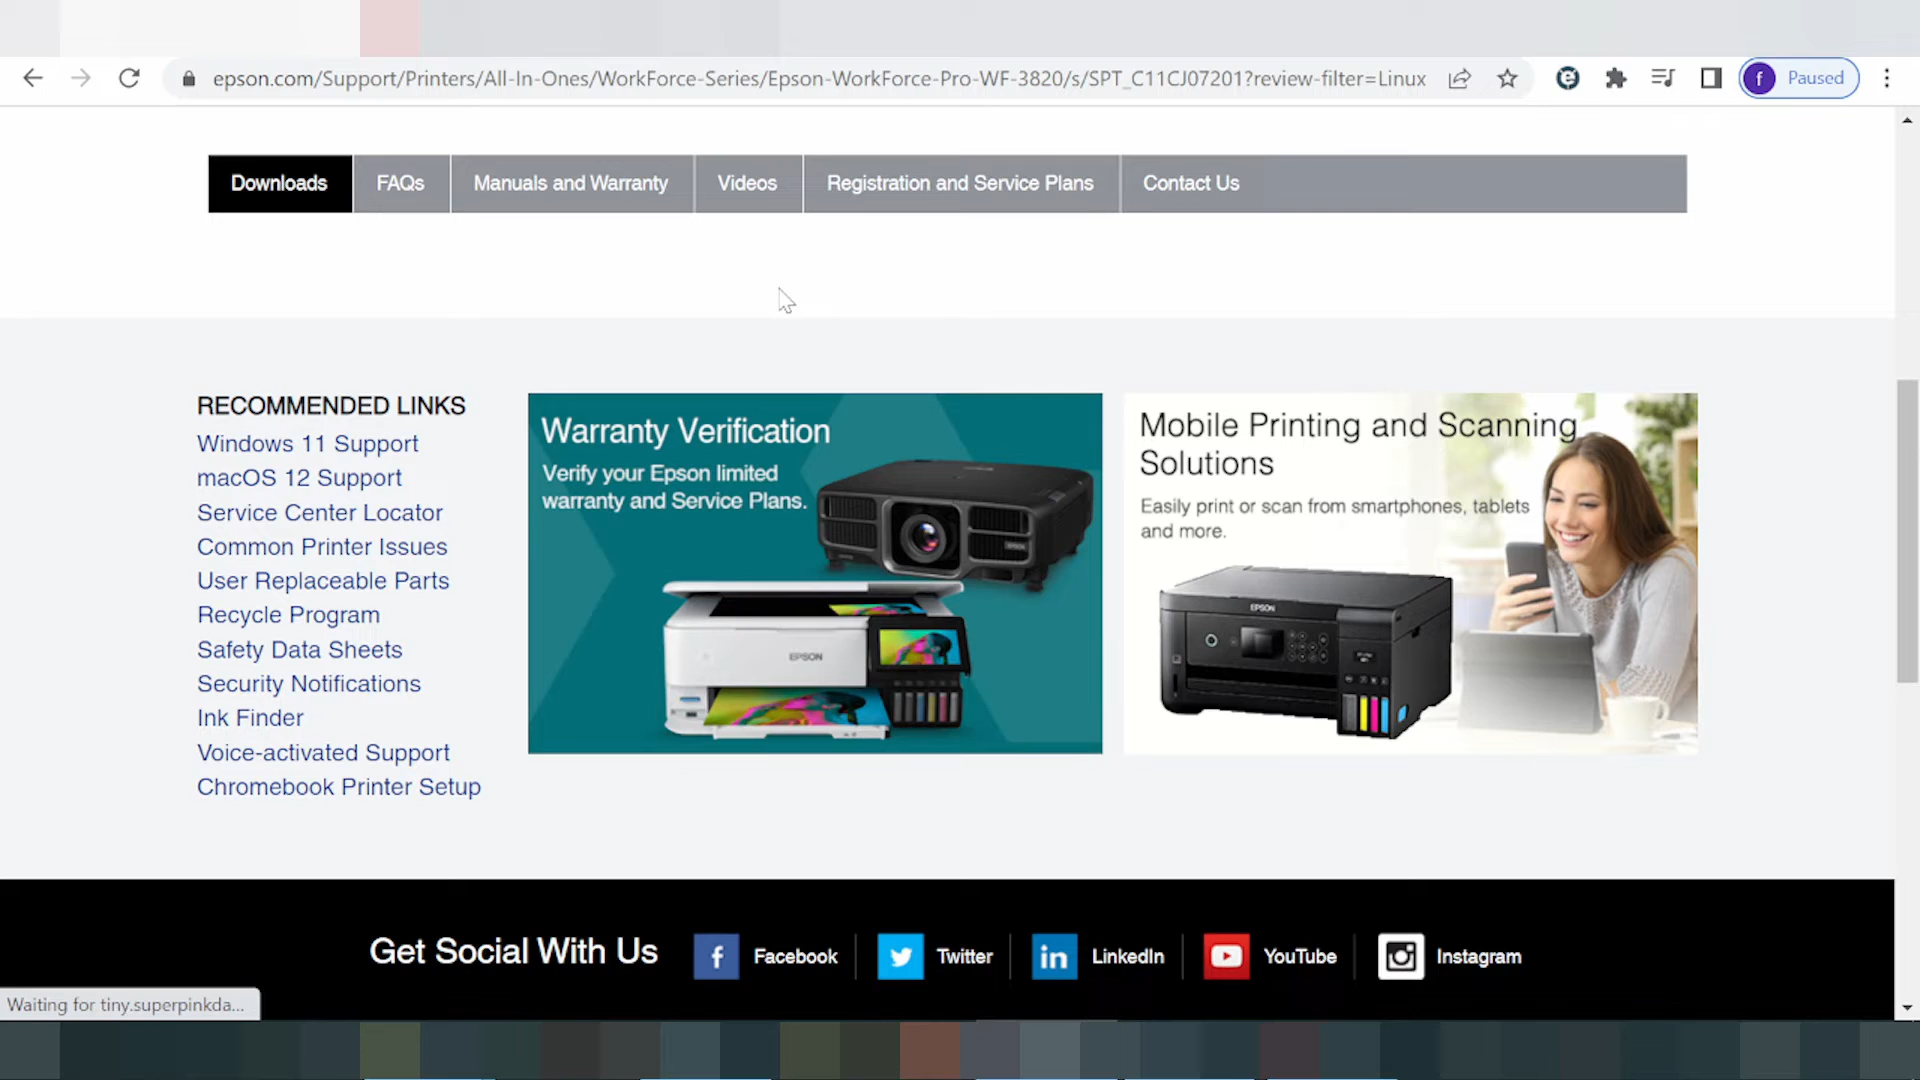 epson.com/Support/Printers/All-In-Ones/WorkForce-Series/Epson-WorkForce-Pro-WF-3820/s/SPT_C11CJ07201?review-filter=Linux
f
Paused
Downloads
FAQs
Manuals and Warranty
Videos
Registration and Service Plans
Contact Us
RECOMMENDED LINKS
Windows 11 Support
macOS 12 Support
Service Center Locator
Common Printer Issues
User Replaceable Parts
Recycle Program
Safety Data Sheets
Security Notifications
Ink Finder
Voice-activated Support
Chromebook Printer Setup
Warranty Verification
Verify your Epson limited
warranty and Service Plans.
EPSON
Mobile Printing and Scanning
Solutions
Easily print or scan from smartphones, tablets
and more.
EPSON
Get Social With Us
Facebook
Twitter
LinkedIn
YouTube
Instagram
Waiting for tiny.superpinkda...